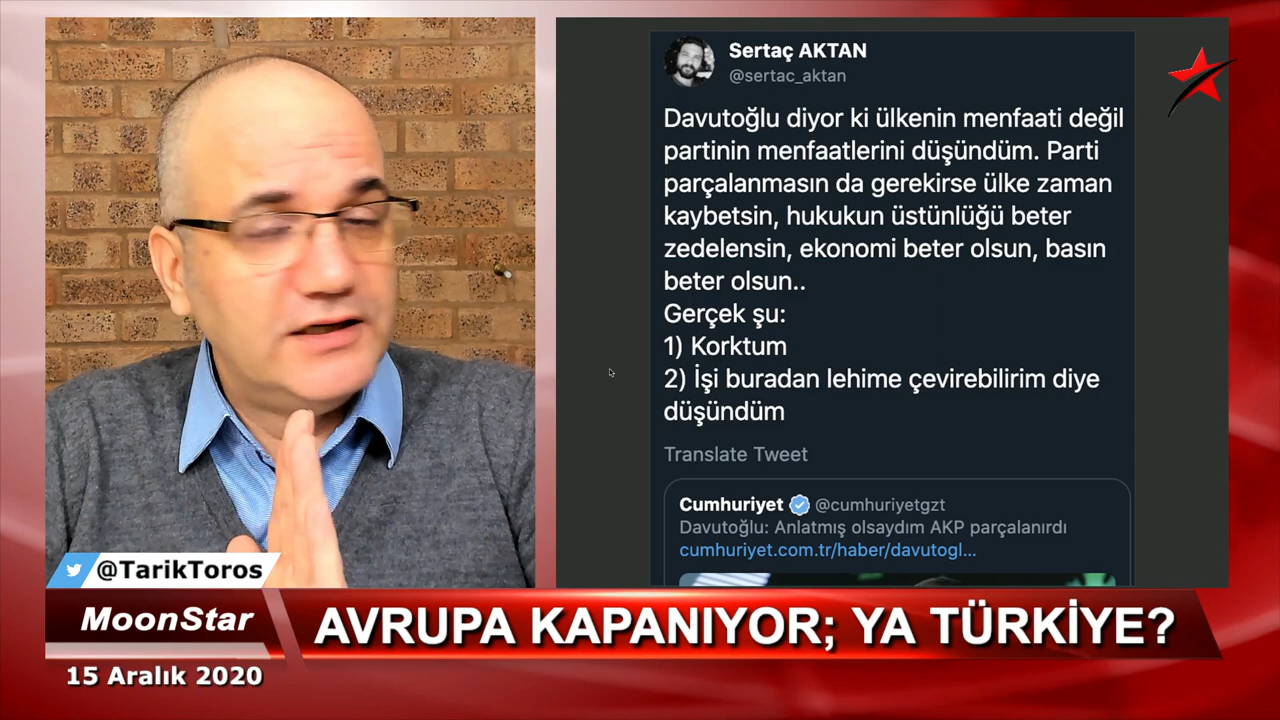 Sertaç AKTAN
@sertac_aktan
Davutoğlu diyor ki ülkenin menfaati değil
partinin menfaatlerini düşündüm. Parti
parçalanmasın da gerekirse ülke zaman
kaybetsin, hukukun üstünlüğü beter
zedelensin, ekonomi beter olsun, basın
beter olsun..
Gerçek şu:
1) Korktum
2) İşi buradan lehime çevirebilirim diye
düşündüm
Translate Tweet
Cumhuriyet @cumhuriyetgzt
Davutoğlu: Anlatmış olsaydım AKP parçalanırdı
cumhuriyet.com.tr/haber/davutogl...
@TarikToros
MoonStar
AVRUPA KAPANIYOR; YA TÜRKİYE?
15 Aralık 2020